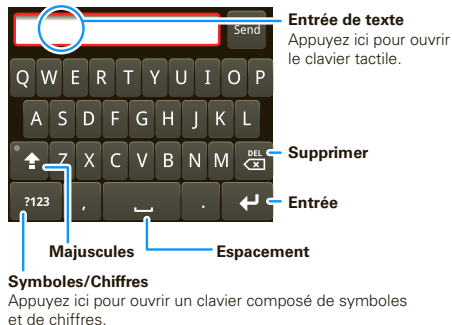 Send
Entrée de texte
Appuyez ici pour ouvrir
le clavier tactile.
Q W E R T Y U I O P
A S D F G H J K L
Z X C V B N M DEL
Supprimer
?123 , .
Entrée
Majuscules
Espacement
Symboles/Chiffres
Appuyez ici pour ouvrir un clavier composé de symboles
et de chiffres.